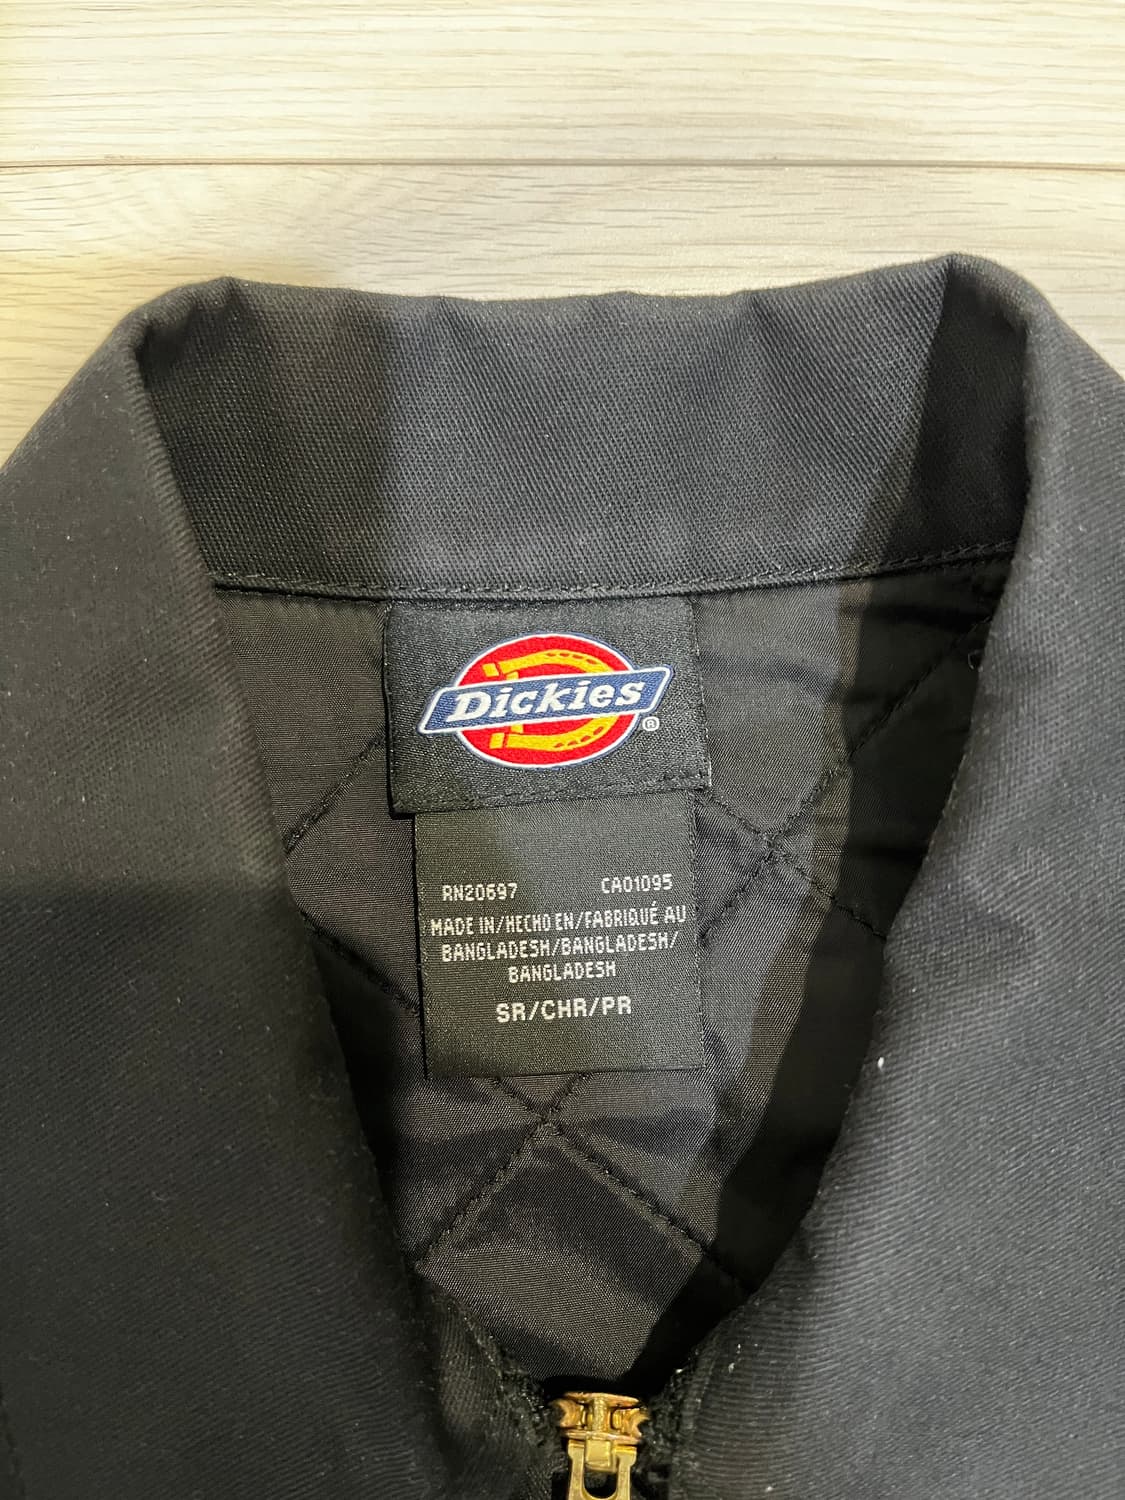 Dickies®
RN20697 CA01095
MADE IN/HECHO EN/FABRIQUÉ AU
BANGLADESH/BANGLADESH/
BANGLADESH
SR/CHR/PR